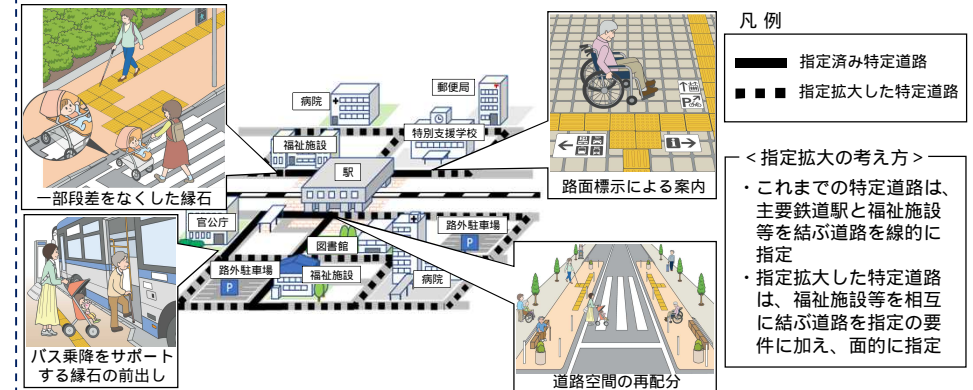 一部段差をなくした縁石
病院
郵便局
福祉施設
特別支援学校
駅
路面標示による案内
官公庁
図書館
路外駐車場
P
路外駐車場
P
福祉施設
病院
バス乗降をサポート
する縁石の前出し
道路空間の再配分
凡 例
指定済み特定道路
指定拡大した特定道路
<指定拡大の考え方>
・これまでの特定道路は、
主要鉄道駅と福祉施設
等を結ぶ道路を線的に
指定
・指定拡大した特定道路
は、福祉施設等を相互
に結ぶ道路を指定の要
件に加え、面的に指定